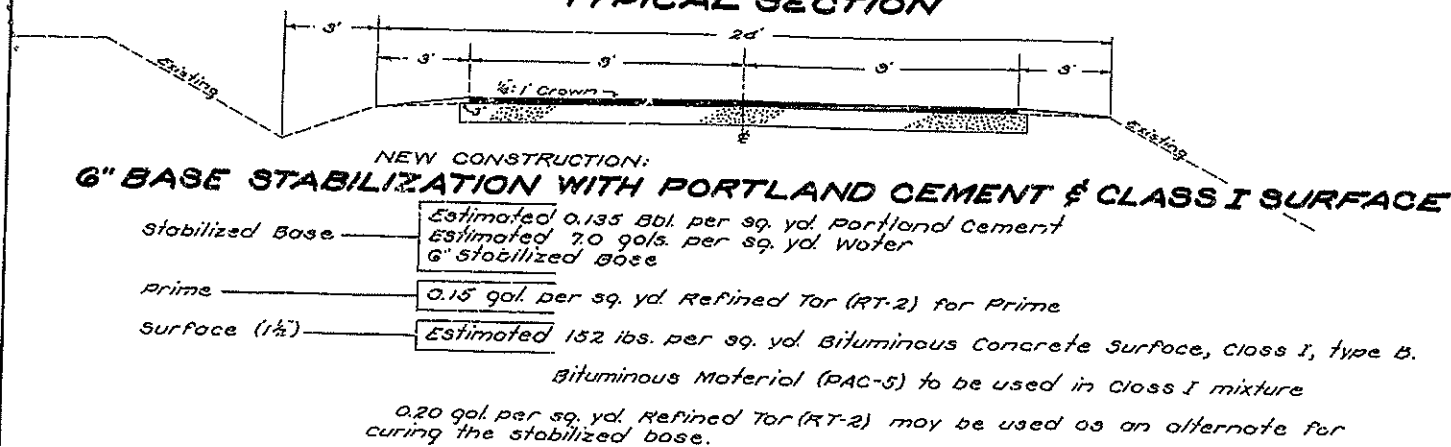 TYPICAL SECTION
3'
24'
3'
9'
9'
3'
Existing
1/8:1' Crown
3"
Existing
NEW CONSTRUCTION:
6" BASE STABILIZATION WITH PORTLAND CEMENT & CLASS I SURFACE
Stabilized Base
Estimated 0.135 Bbl. per sq. yd. Portland Cement
Estimated 7.0 gals. per sq. yd. Water
6" Stabilized Base
Prime
0.15 gal. per sq. yd. Refined Tar (RT-2) for Prime
Surface (1½")
Estimated 152 lbs. per sq. yd. Bituminous Concrete Surface, Class I, type B.
Bituminous Material (PAC-5) to be used in Class I mixture
0.20 gal. per sq. yd. Refined Tar (RT-2) may be used as an alternate for
curing the stabilized base.